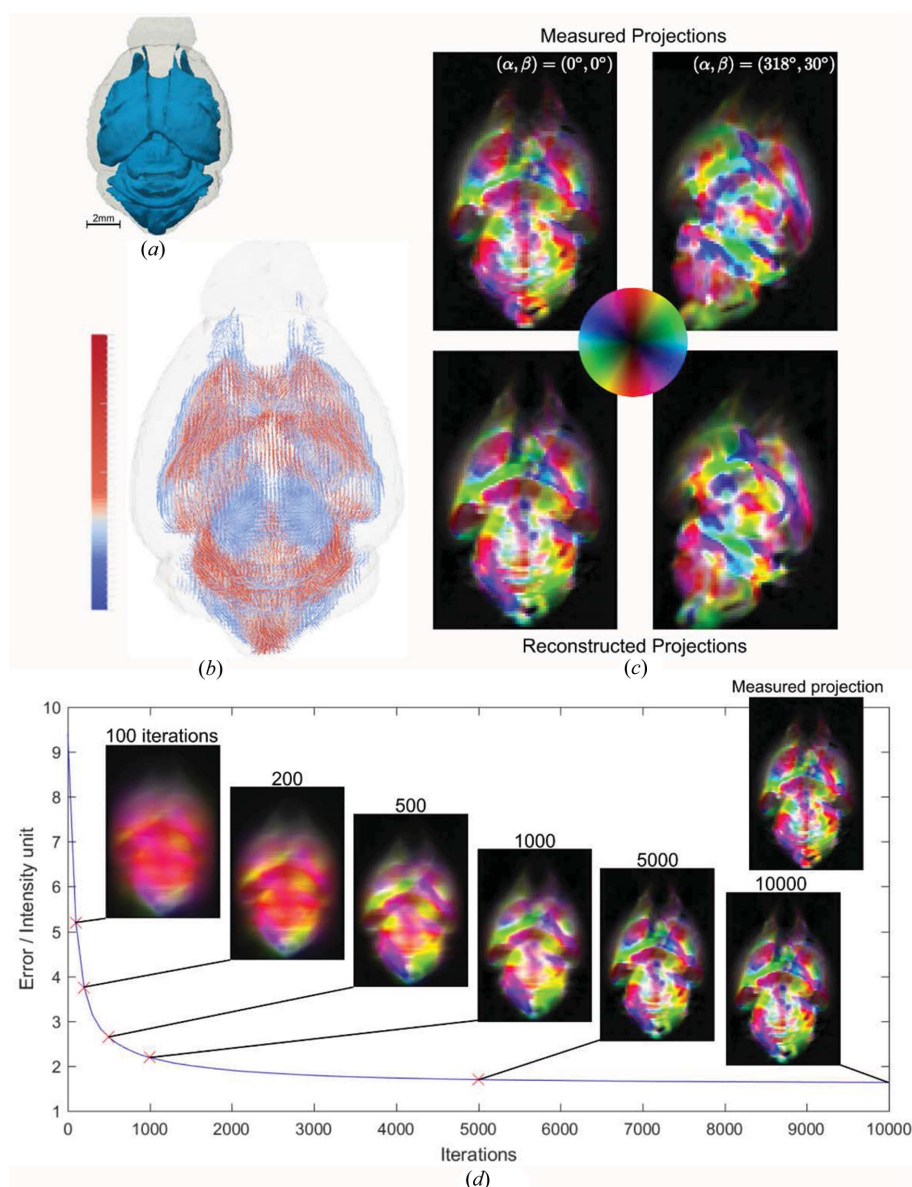 Measured Projections
(α, β) = (0°, 0°)
(α, β) = (318°, 30°)
2mm
(a)
(b)
Reconstructed Projections
(c)
Measured projection
100 iterations
200
500
1000
5000
10000
10
9
8
7
6
5
4
3
2
1
Error / Intensity unit
0
1000
2000
3000
4000
5000
6000
7000
8000
9000
10000
Iterations
(d)